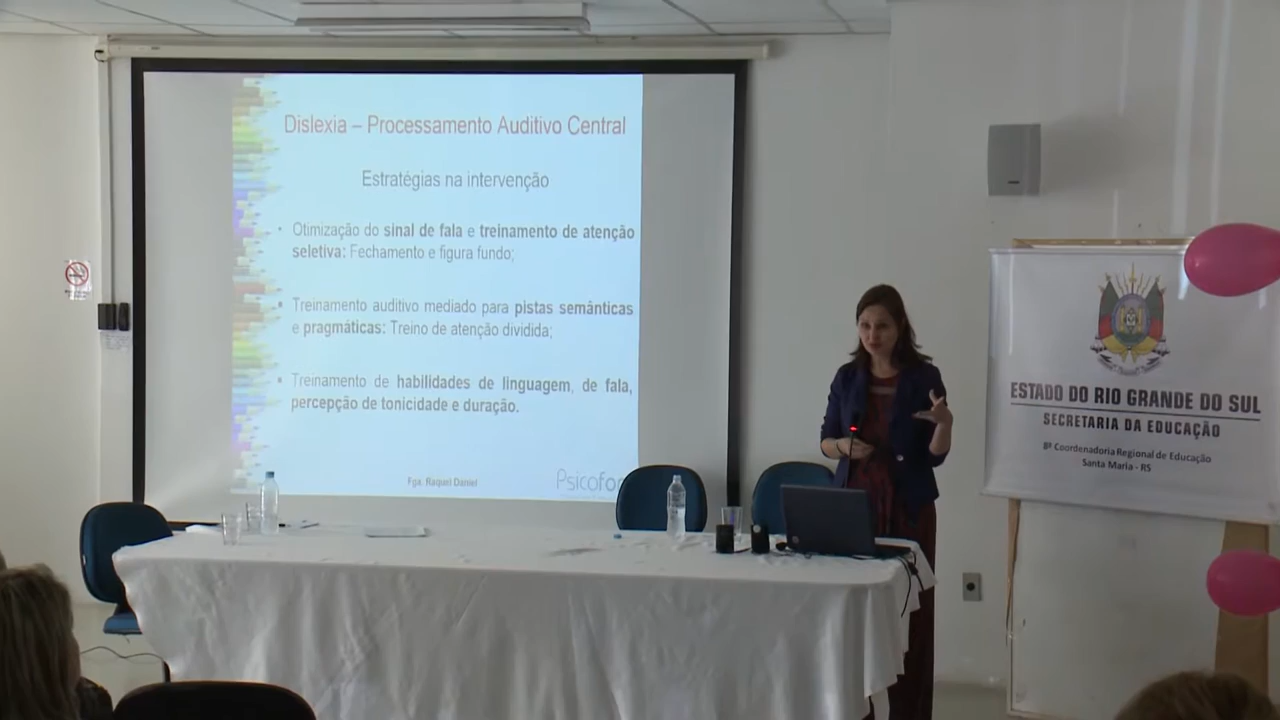 Dislexia – Processamento Auditivo Central
Estratégias na intervenção
• Otimização do sinal de fala e treinamento de atenção
seletiva: Fechamento e figura fundo;
• Treinamento auditivo mediado para pistas semânticas
e pragmáticas: Treino de atenção dividida;
• Treinamento de habilidades de linguagem, de fala,
percepção de tonicidade e duração.
Fga. Raquel Daniel
Psicofo
ESTADO DO RIO GRANDE DO SUL
SECRETARIA DA EDUCAÇÃO
8ª Coordenadoria Regional de Educação
Santa Maria - RS